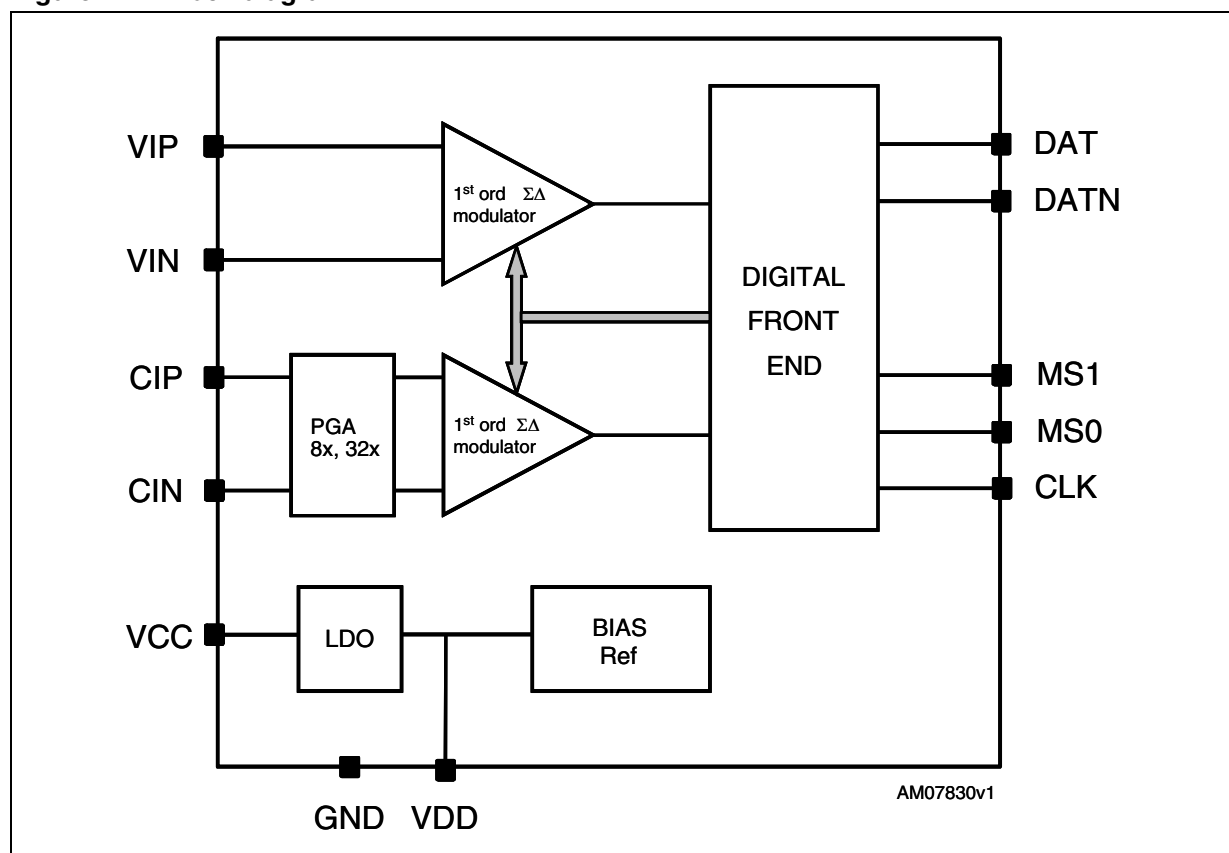 VIP
VIN
CIP
CIN
VCC
1st ord ΣΔ
modulator
PGA
8x, 32x
1st ord ΣΔ
modulator
LDO
BIAS
Ref
DIGITAL
FRONT
END
DAT
DATN
MS1
MS0
CLK
GND VDD
AM07830v1